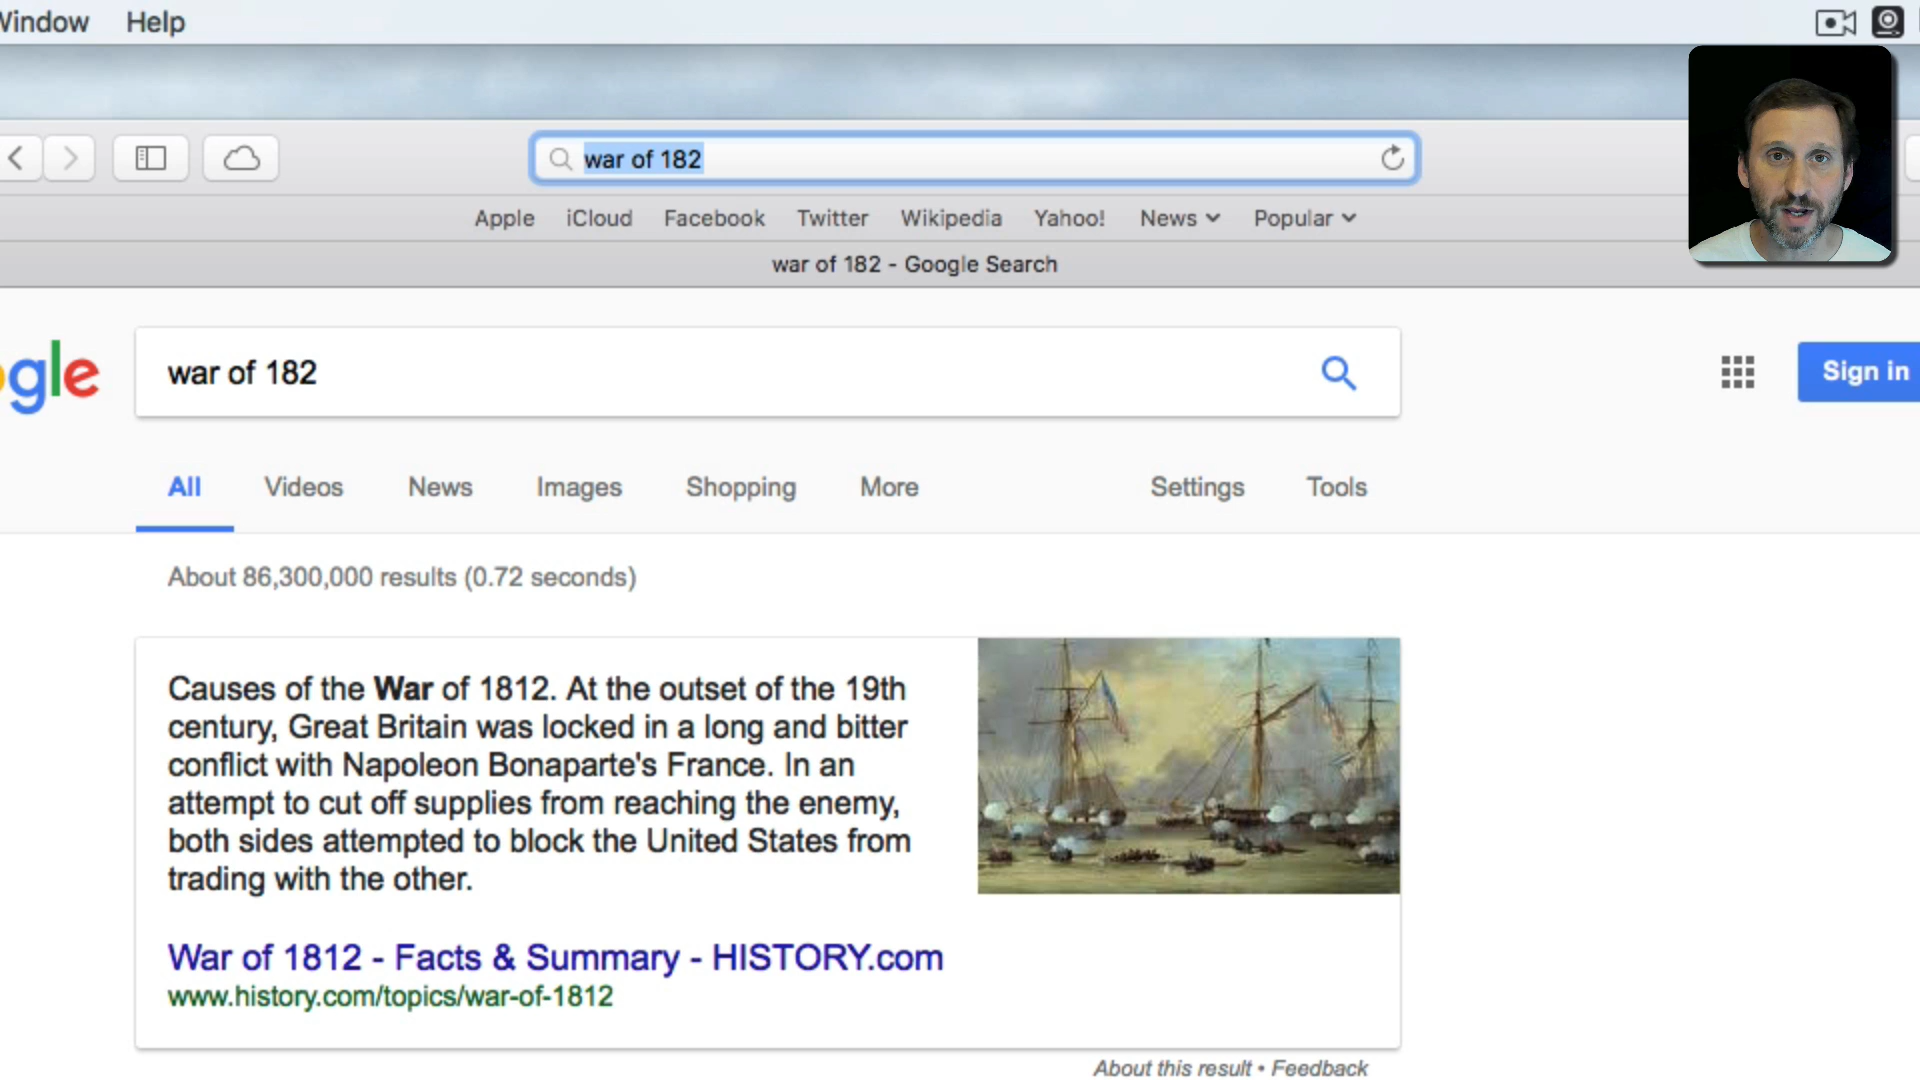 Window Help
war of 182
Apple iCloud Facebook Twitter Wikipedia Yahoo! News Popular
war of 182 - Google Search
gle war of 182 Sign in
All Videos News Images Shopping More Settings Tools
About 86,300,000 results (0.72 seconds)
Causes of the War of 1812. At the outset of the 19th
century, Great Britain was locked in a long and bitter
conflict with Napoleon Bonaparte's France. In an
attempt to cut off supplies from reaching the enemy,
both sides attempted to block the United States from
trading with the other.
War of 1812 - Facts & Summary - HISTORY.com
www.history.com/topics/war-of-1812
About this result • Feedback